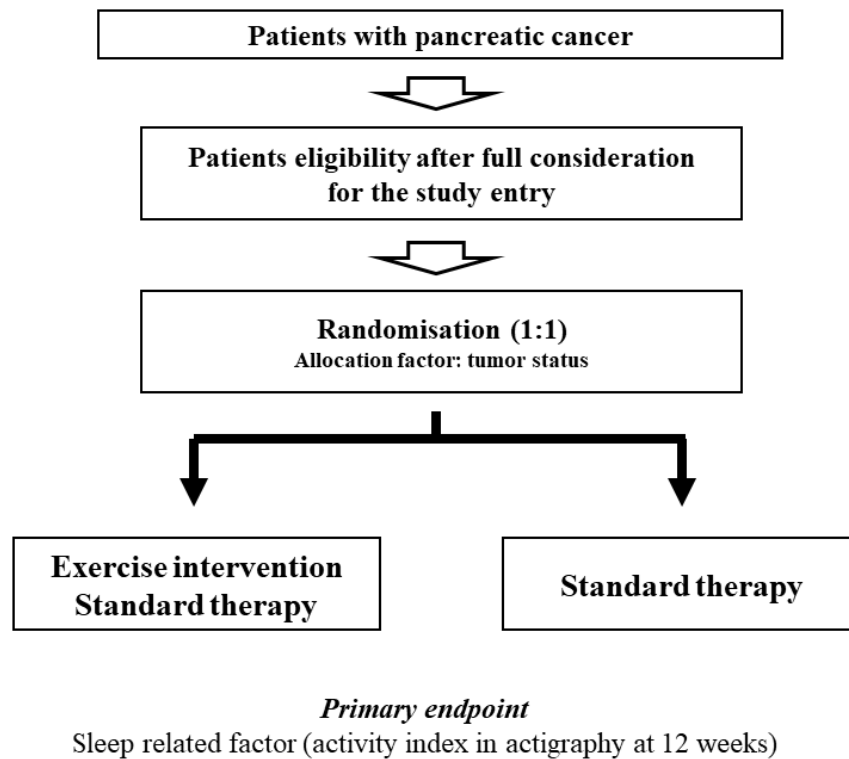 Patients with pancreatic cancer
Patients eligibility after full consideration
for the study entry
Randomisation (1:1)
Allocation factor: tumor status
Exercise intervention
Standard therapy
Standard therapy
Primary endpoint
Sleep related factor (activity index in actigraphy at 12 weeks)